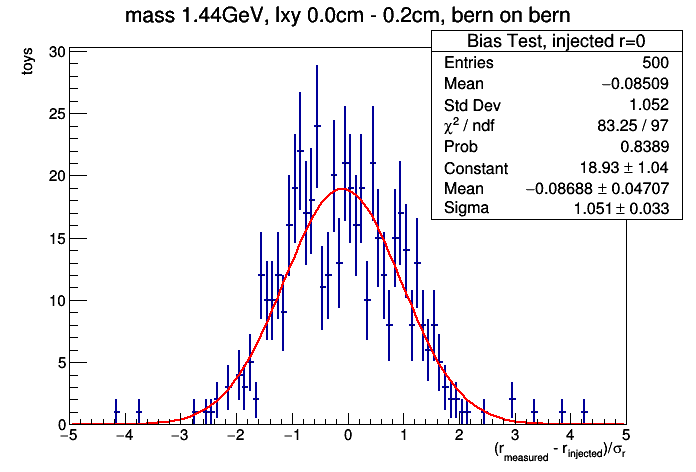 mass 1.44GeV, lxy 0.0cm - 0.2cm, bern on bern
Bias Test, injected r=0
Entries 500
Mean −0.08509
Std Dev 1.052
χ² / ndf 83.25 / 97
Prob 0.8389
Constant 18.93 ± 1.04
Mean −0.08688 ± 0.04707
Sigma 1.051 ± 0.033
toys
30
25
20
15
10
5
0
−5 −4 −3 −2 −1 0 1 2 3 4 5
(r_measured - r_injected)/σ_r